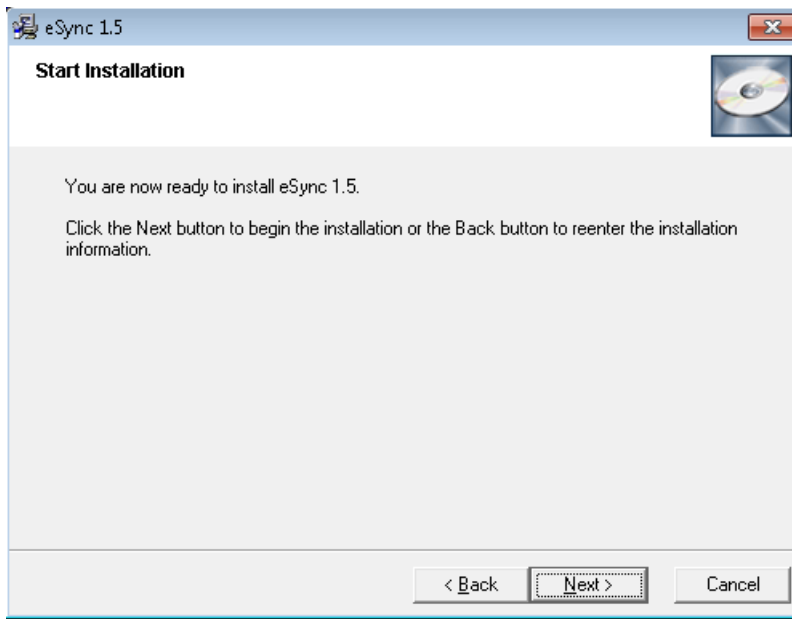 eSync 1.5
Start Installation
You are now ready to install eSync 1.5.
Click the Next button to begin the installation or the Back button to reenter the installation
information.
< Back
Next >
Cancel